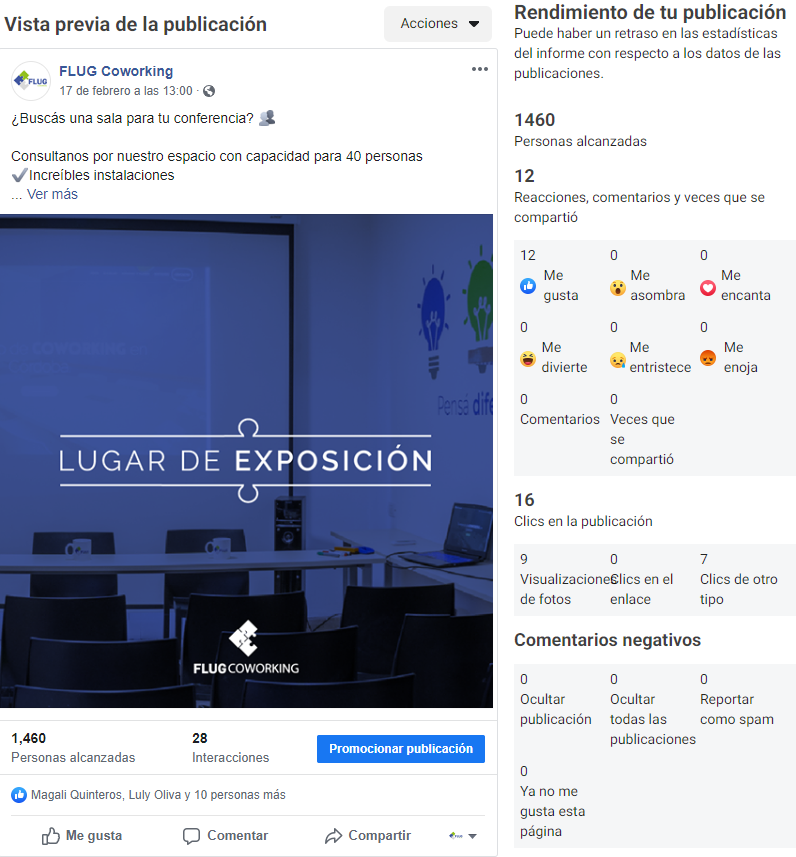 Vista previa de la publicación
Acciones
FLUG
FLUG Coworking
17 de febrero a las 13:00 ·
¿Buscás una sala para tu conferencia?
Consultanos por nuestro espacio con capacidad para 40 personas
Increíbles instalaciones
... Ver más
Pensá dife
LUGAR DE EXPOSICIÓN
FLUG COWORKING
1,460
Personas alcanzadas
28
Interacciones
Promocionar publicación
Magali Quinteros, Luly Oliva y 10 personas más
Me gusta
Comentar
Compartir
Rendimiento de tu publicación
Puede haber un retraso en las estadísticas
del informe con respecto a los datos de las
publicaciones.
1460
Personas alcanzadas
12
Reacciones, comentarios y veces que se
compartió
12
Me
gusta
0
Me
asombra
0
Me
encanta
0
Me
divierte
0
Me
entristece
0
Me
enoja
0
Comentarios
0
Veces que
se
compartió
16
Clics en la publicación
9
Visualizaciones
de fotos
0
Clics en el
enlace
7
Clics de otro
tipo
Comentarios negativos
0
Ocultar
publicación
0
Ocultar
todas las
publicaciones
0
Reportar
como spam
0
Ya no me
gusta esta
página